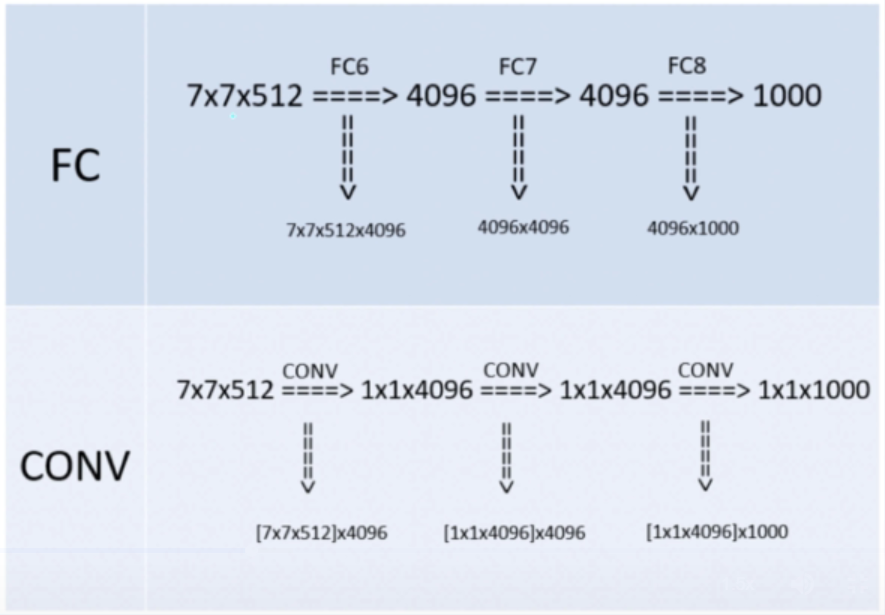 FC
FC6 FC7 FC8
7x7x512 ====> 4096 ====> 4096 ====> 1000
7x7x512x4096 4096x4096 4096x1000
CONV
CONV CONV CONV
7x7x512 ====> 1x1x4096 ====> 1x1x4096 ====> 1x1x1000
[7x7x512]x4096 [1x1x4096]x4096 [1x1x4096]x1000